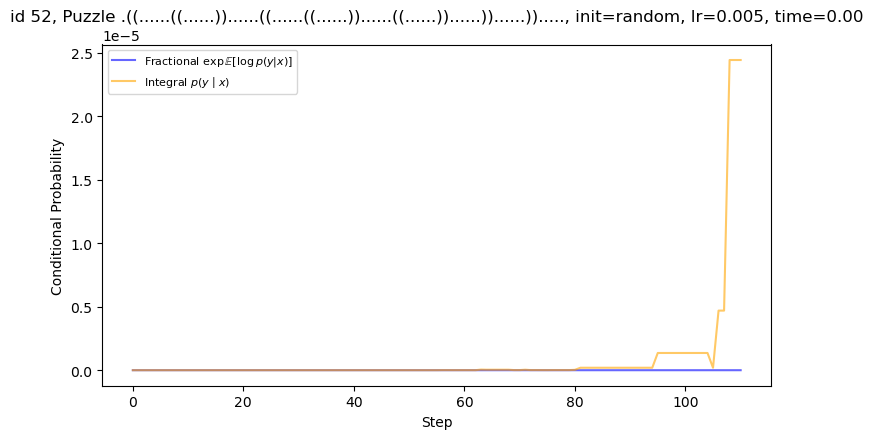 id 52, Puzzle .((......((......))......((......((......))......((......))......))......))....., init=random, lr=0.005, time=0.00
1e−5
Fractional exp𝔼[log p(y|x)]
Integral p(y | x)
2.5
2.0
1.5
1.0
0.5
0.0
Conditional Probability
0 20 40 60 80 100
Step